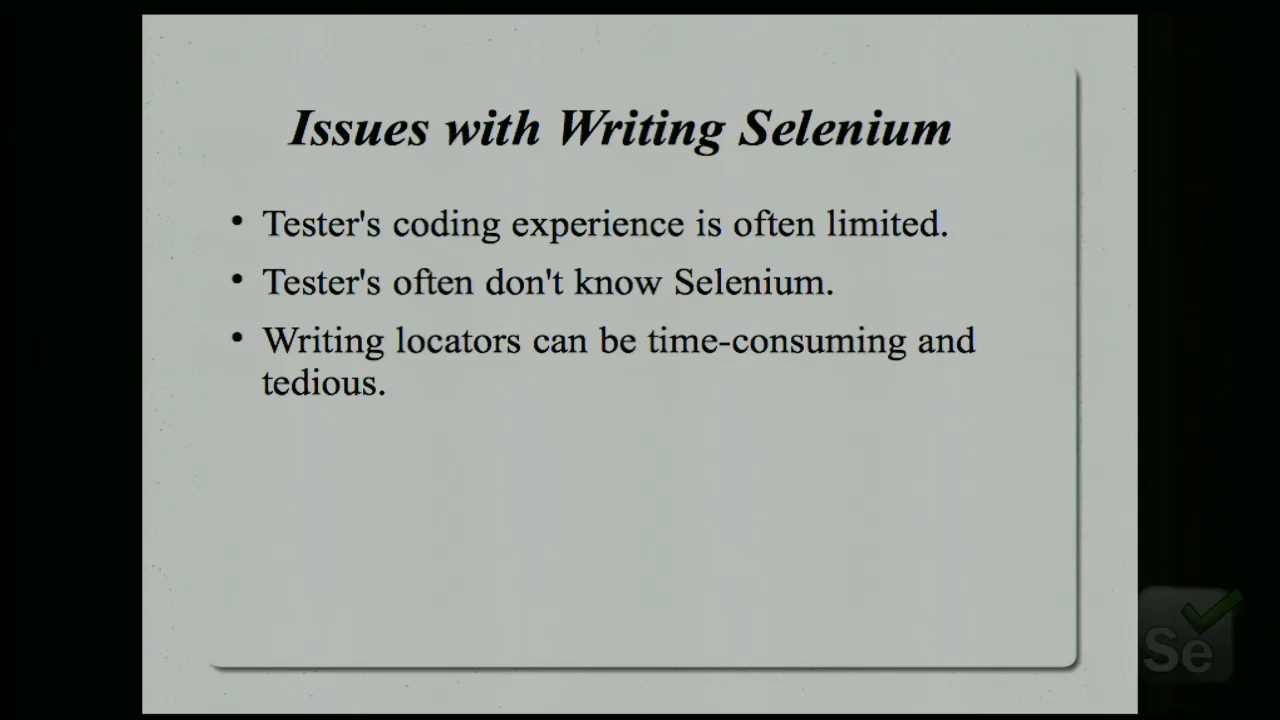 Issues with Writing Selenium
• Tester's coding experience is often limited.
• Tester's often don't know Selenium.
• Writing locators can be time-consuming and
tedious.
Se